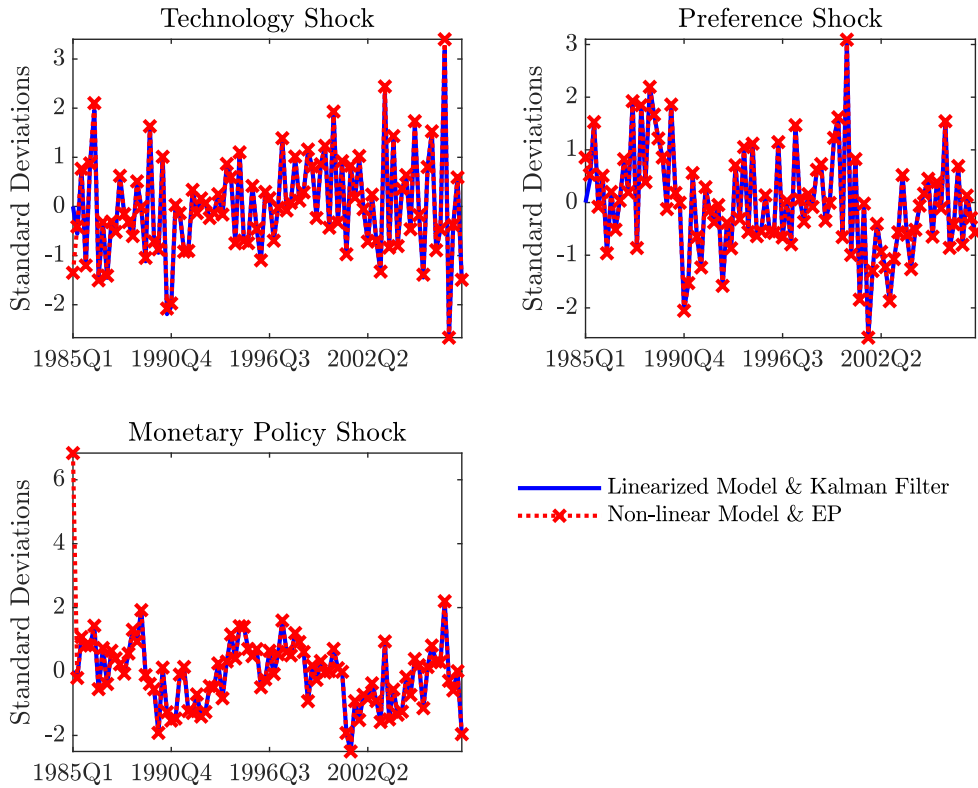 Technology Shock
Standard Deviations
3
2
1
0
-1
-2
1985Q1 1990Q4 1996Q3 2002Q2
Preference Shock
Standard Deviations
3
2
1
0
-1
-2
1985Q1 1990Q4 1996Q3 2002Q2
Monetary Policy Shock
Standard Deviations
6
4
2
0
-2
1985Q1 1990Q4 1996Q3 2002Q2
Linearized Model & Kalman Filter
Non-linear Model & EP